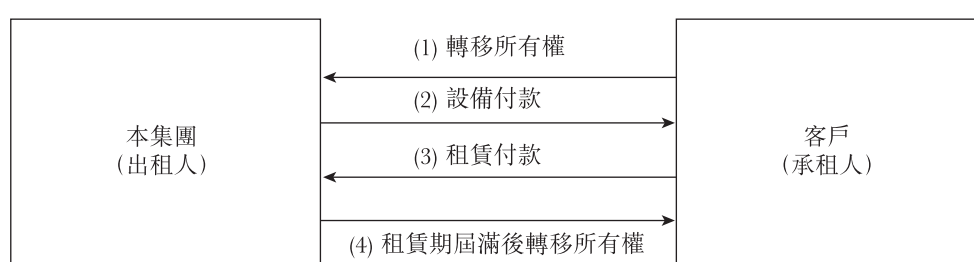 (1) 轉移所有權
(2) 設備付款
本集團
(出租人)
客戶
(承租人)
(3) 租賃付款
(4) 租賃期屆滿後轉移所有權